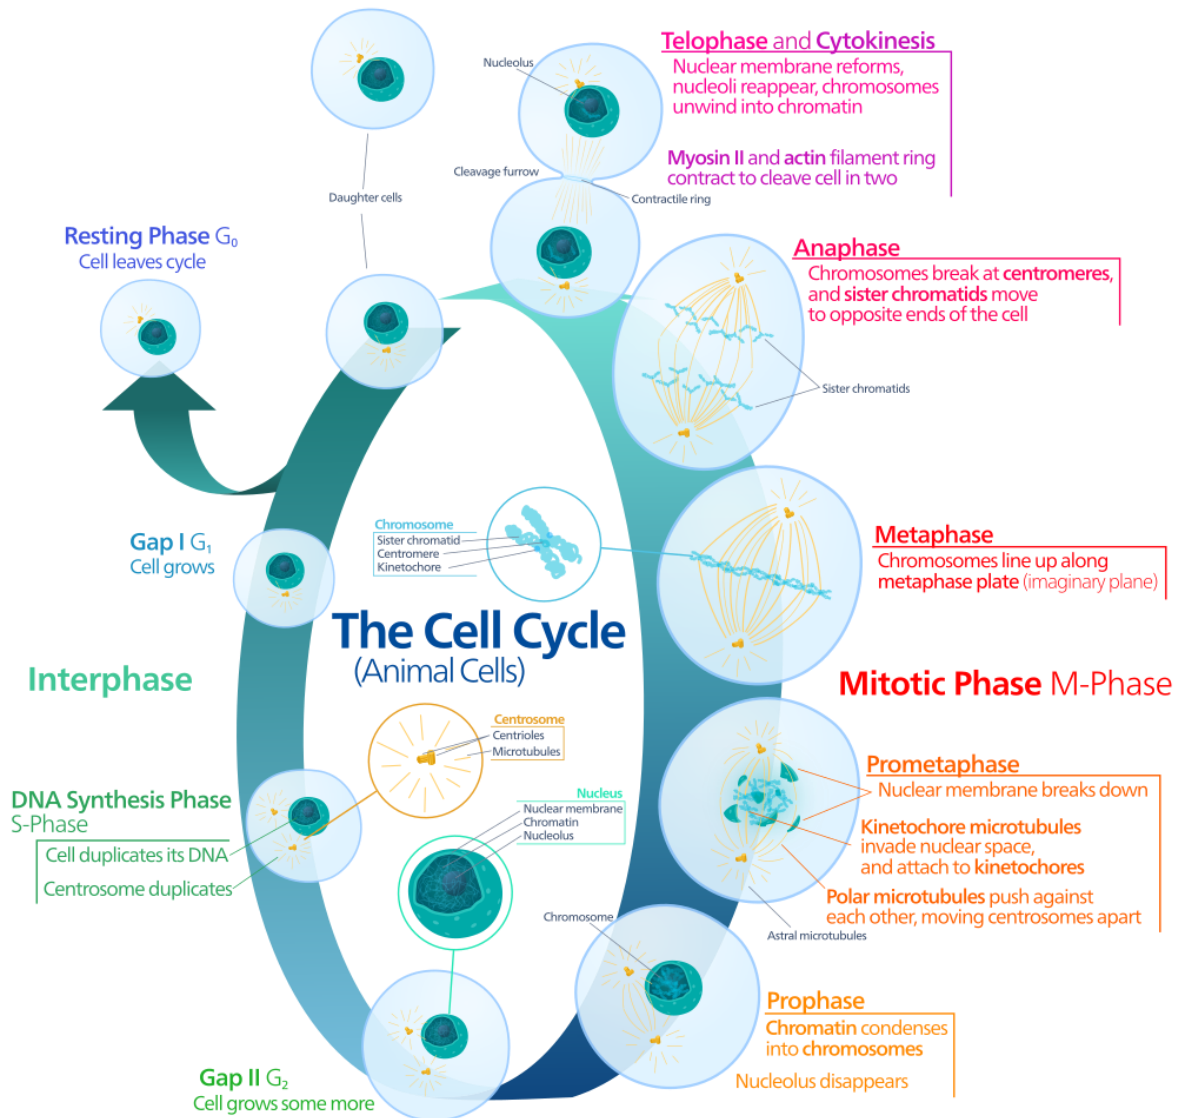 Telophase and Cytokinesis
Nuclear membrane reforms,
nucleoli reappear, chromosomes
unwind into chromatin
Myosin II and actin filament ring
contract to cleave cell in two
Nucleolus
Cleavage furrow
Contractile ring
Daughter cells
Resting Phase G₀
Cell leaves cycle
Anaphase
Chromosomes break at centromeres,
and sister chromatids move
to opposite ends of the cell
Sister chromatids
Gap I G₁
Cell grows
Chromosome
Sister chromatid
Centromere
Kinetochore
Metaphase
Chromosomes line up along
metaphase plate (imaginary plane)
The Cell Cycle
(Animal Cells)
Interphase
Mitotic Phase M-Phase
Centrosome
Centrioles
Microtubules
Prometaphase
Nuclear membrane breaks down
Kinetochore microtubules
invade nuclear space,
and attach to kinetochores
Polar microtubules push against
each other, moving centrosomes apart
Astral microtubules
DNA Synthesis Phase
S-Phase
Cell duplicates its DNA
Centrosome duplicates
Nucleus
Nuclear membrane
Chromatin
Nucleolus
Chromosome
Prophase
Chromatin condenses
into chromosomes
Nucleolus disappears
Gap II G₂
Cell grows some more